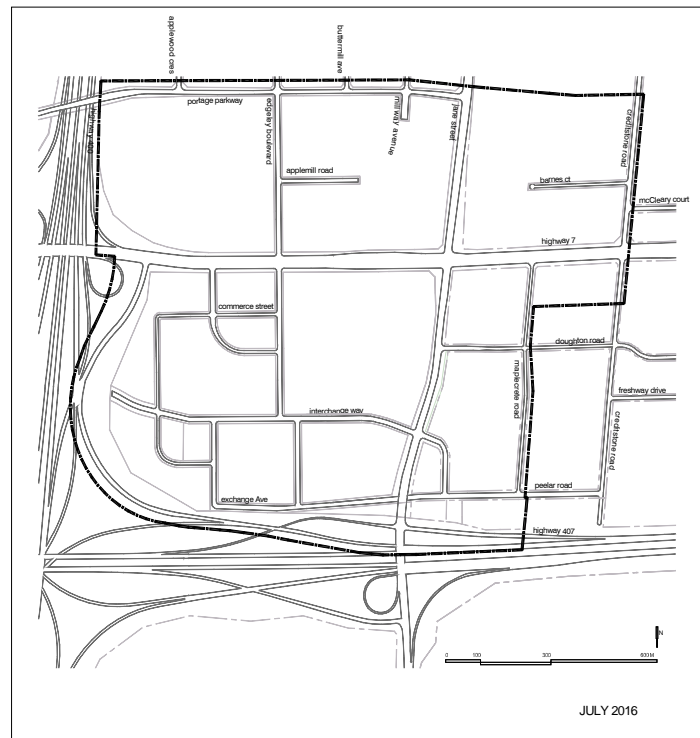 applewood cres
buttermill ave
portage parkway
highway 400
edgeley boulevard
millway avenue
jane street
creditstone road
applemill road
barnes ct
mcCleary court
highway 7
commerce street
doughton road
maplecrete road
freshway drive
interchange way
creditstone road
peelar road
exchange Ave
highway 407
N
0 100 300 600M
JULY 2016